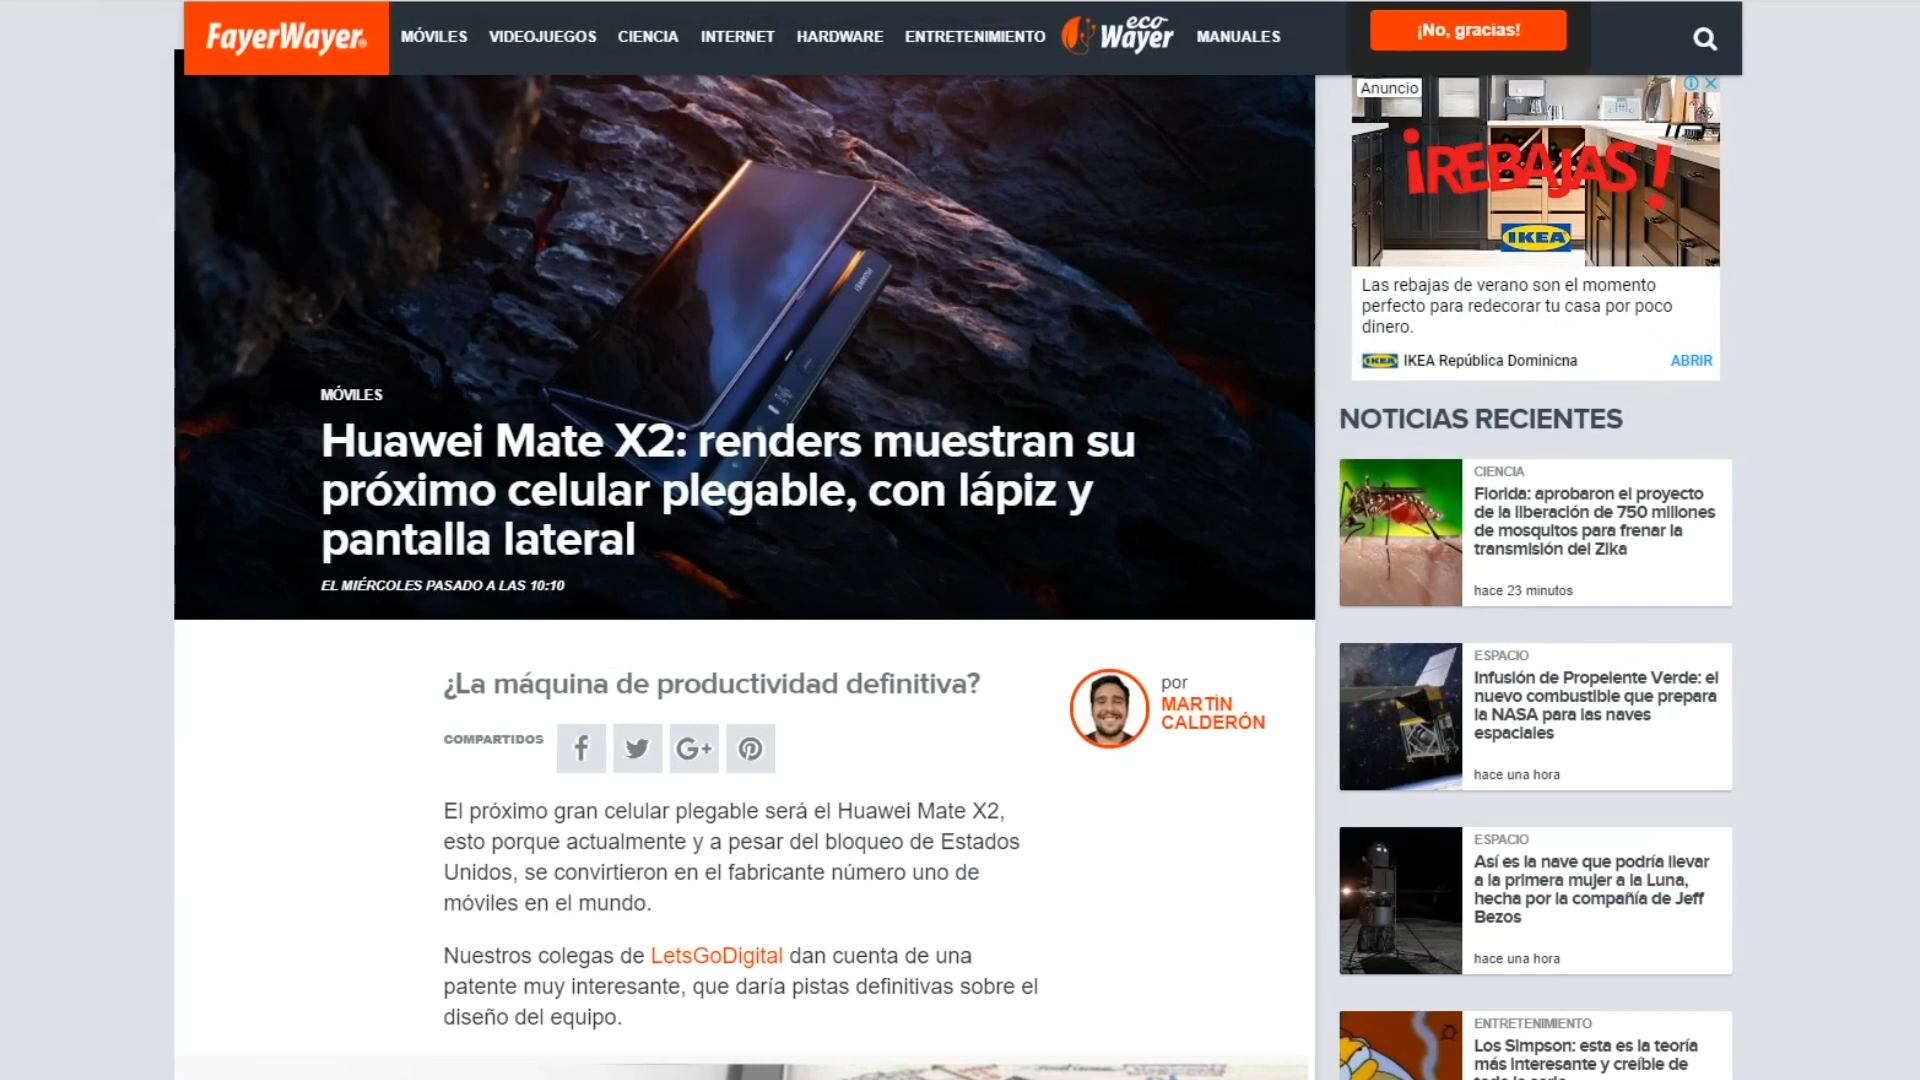 FayerWayer
MÓVILES VIDEOJUEGOS CIENCIA INTERNET HARDWARE ENTRETENIMIENTO eco Wayer MANUALES
¡No, gracias!
HUAWEI
MÓVILES
Huawei Mate X2: renders muestran su
próximo celular plegable, con lápiz y
pantalla lateral
EL MIÉRCOLES PASADO A LAS 10:10
¿La máquina de productividad definitiva?
por
MARTÍN
CALDERÓN
COMPARTIDOS
El próximo gran celular plegable será el Huawei Mate X2,
esto porque actualmente y a pesar del bloqueo de Estados
Unidos, se convirtieron en el fabricante número uno de
móviles en el mundo.
Nuestros colegas de LetsGoDigital dan cuenta de una
patente muy interesante, que daría pistas definitivas sobre el
diseño del equipo.
Anuncio
¡REBAJAS!
IKEA
Las rebajas de verano son el momento
perfecto para redecorar tu casa por poco
dinero.
IKEA IKEA República Dominicna ABRIR
NOTICIAS RECIENTES
CIENCIA
Florida: aprobaron el proyecto
de la liberación de 750 millones
de mosquitos para frenar la
transmisión del Zika
hace 23 minutos
ESPACIO
Infusión de Propelente Verde: el
nuevo combustible que prepara
la NASA para las naves
espaciales
hace una hora
ESPACIO
Así es la nave que podría llevar
a la primera mujer a la Luna,
hecha por la compañía de Jeff
Bezos
hace una hora
ENTRETENIMIENTO
Los Simpson: esta es la teoría
más interesante y creíble de